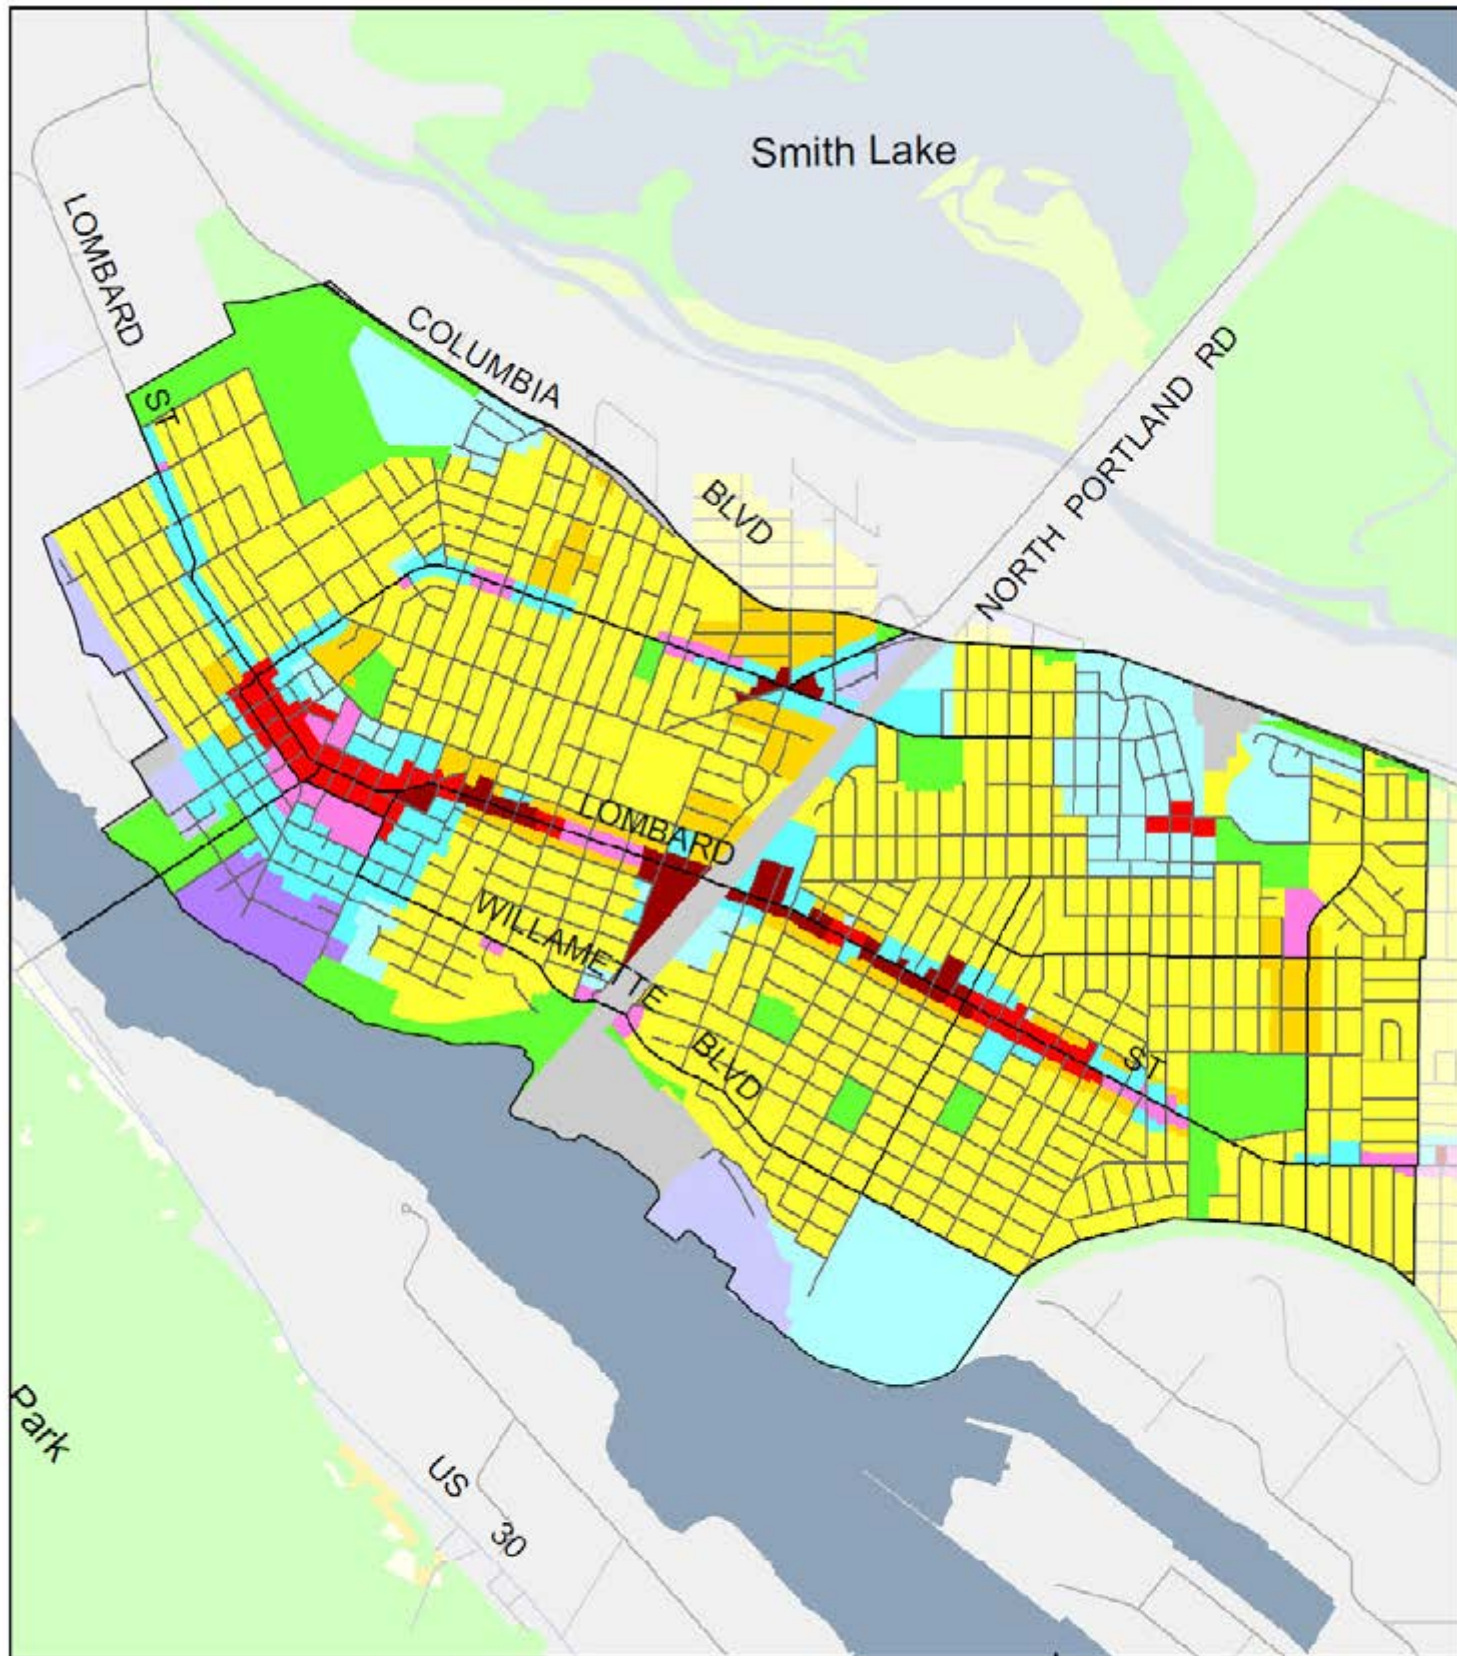 Smith Lake
LOMBARD
ST
COLUMBIA
BLVD
NORTH PORTLAND RD
LOMBARD
ST
WILLAMETTE
BLVD
Park
US
30